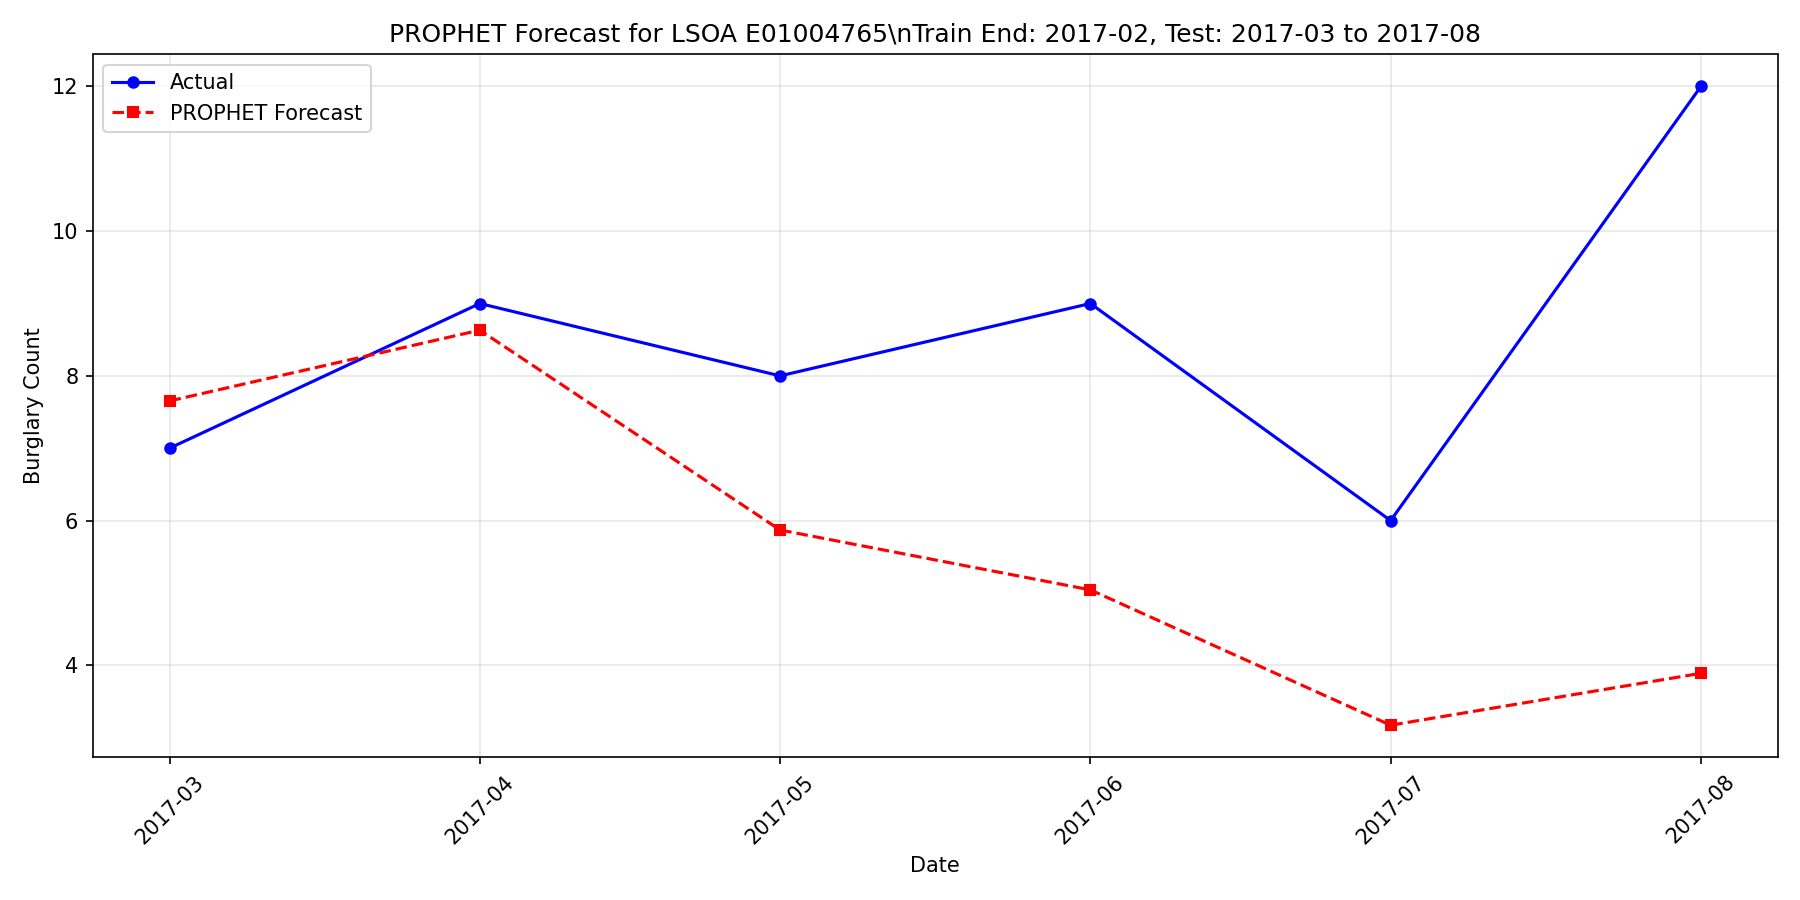 PROPHET Forecast for LSOA E01004765\nTrain End: 2017-02, Test: 2017-03 to 2017-08
Actual
PROPHET Forecast
12
10
8
6
4
Burglary Count
2017-03
2017-04
2017-05
2017-06
2017-07
2017-08
Date